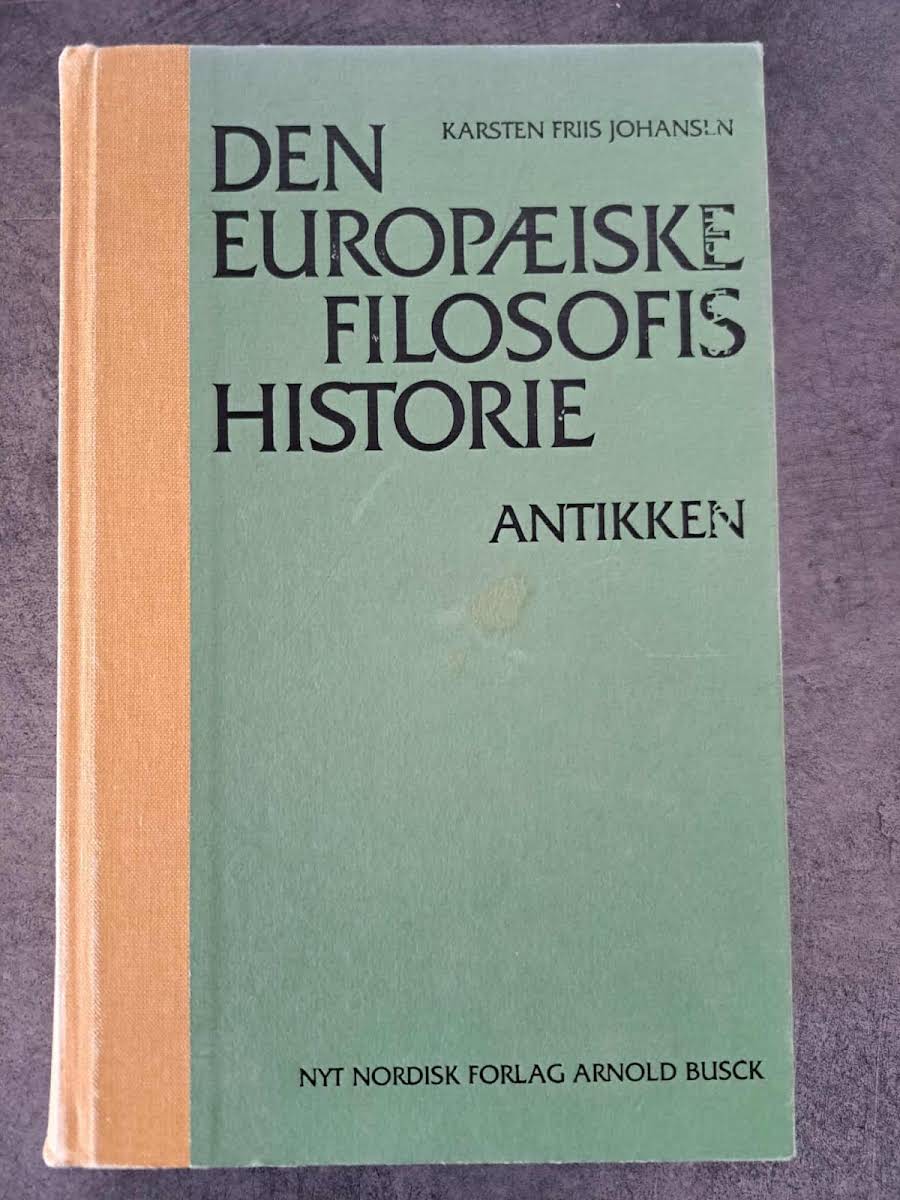 KARSTEN FRIIS JOHANSEN
DEN
EUROPÆISKE
FILOSOFIS
HISTORIE
ANTIKKEN
NYT NORDISK FORLAG ARNOLD BUSCK